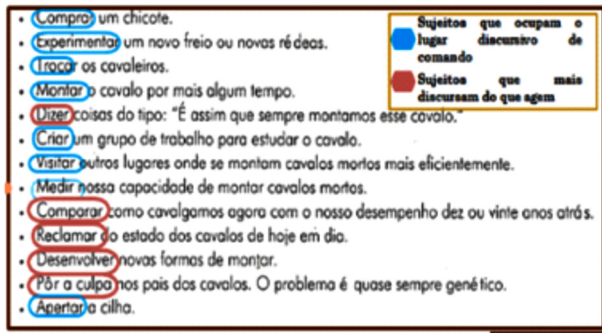 • Comprar um chicote.
• Experimentar um novo freio ou novas rédeas.
• Trocar os cavaleiros.
• Montar o cavalo por mais algum tempo.
• Dizer coisas do tipo: “É assim que sempre montamos esse cavalo.”
• Criar um grupo de trabalho para estudar o cavalo.
• Visitar outros lugares onde se montam cavalos mortos mais eficientemente.
• Medir nossa capacidade de montar cavalos mortos.
• Comparar como cavalgamos agora com o nosso desempenho dez ou vinte anos atrás.
• Reclamar do estado dos cavalos de hoje em dia.
• Desenvolver novas formas de montar.
• Pôr a culpa nos pais dos cavalos. O problema é quase sempre genético.
• Apertar a cilha.
Sujeitos que ocupam o
lugar discursivo de
comando
Sujeitos que mais
discursam do que agem